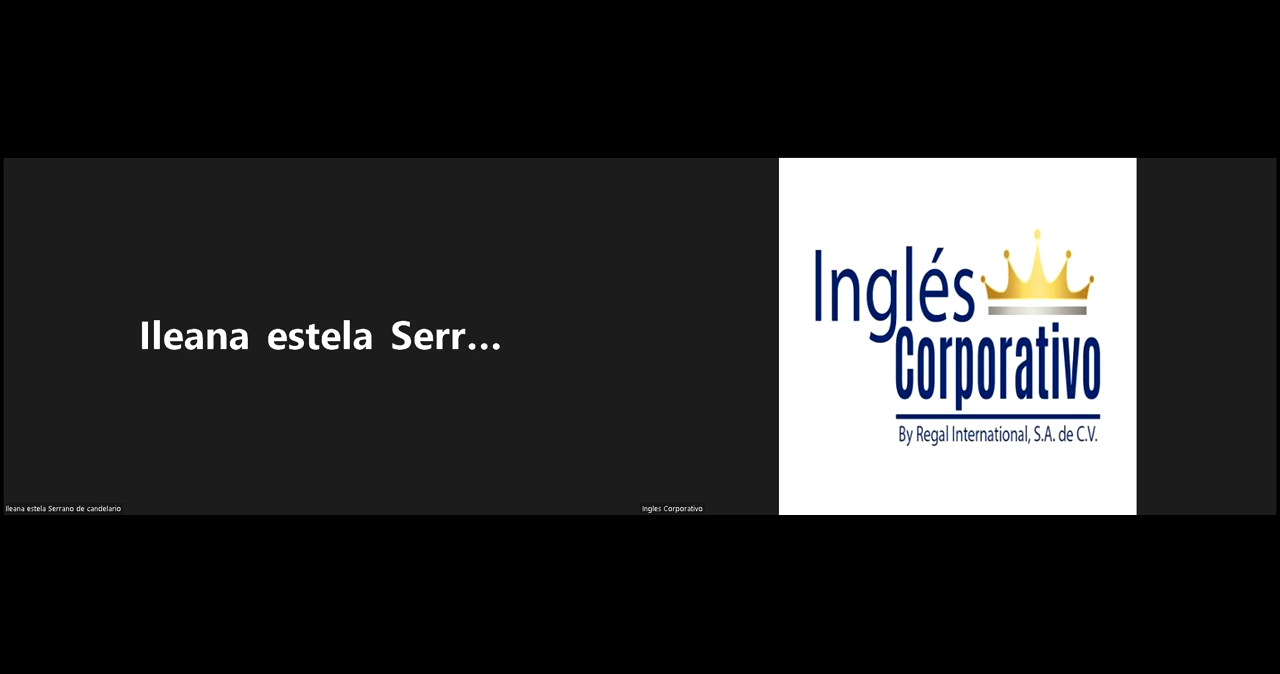 Ileana estela Serr...
Ileana estela Serrano de candelario
Inglés
Corporativo
By Regal International, S.A. de C.V.
Ingles Corporativo